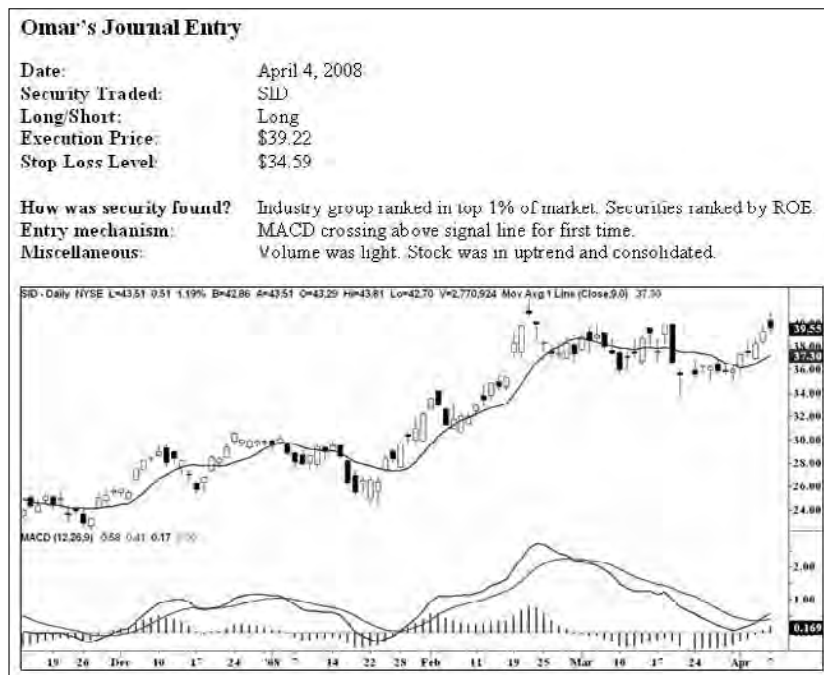 Omar's Journal Entry
Date: April 4, 2008
Security Traded: SID
Long/Short: Long
Execution Price: $39.22
Stop Loss Level: $34.59
How was security found? Industry group ranked in top 1% of market. Securities ranked by ROE
Entry mechanism: MACD crossing above signal line for first time.
Miscellaneous: Volume was light. Stock was in uptrend and consolidated.
SID - Daily NYSE L=43.51 0.51 1.19% B=42.86 A=43.51 O=43.29 Hi=43.81 Lo=42.70 V=2,770,924 Mov Avg 1 Line (Close,9,0) 37.30
39.55
38.00
37.30
36.00
34.00
32.00
30.00
28.00
26.00
24.00
MACD (12,26,9) 0.58 0.41 0.17
2.00
1.00
0.169
19 26 Dec 10 17 24 '08 7 14 22 28 Feb 11 19 25 Mar 10 17 24 Apr 7